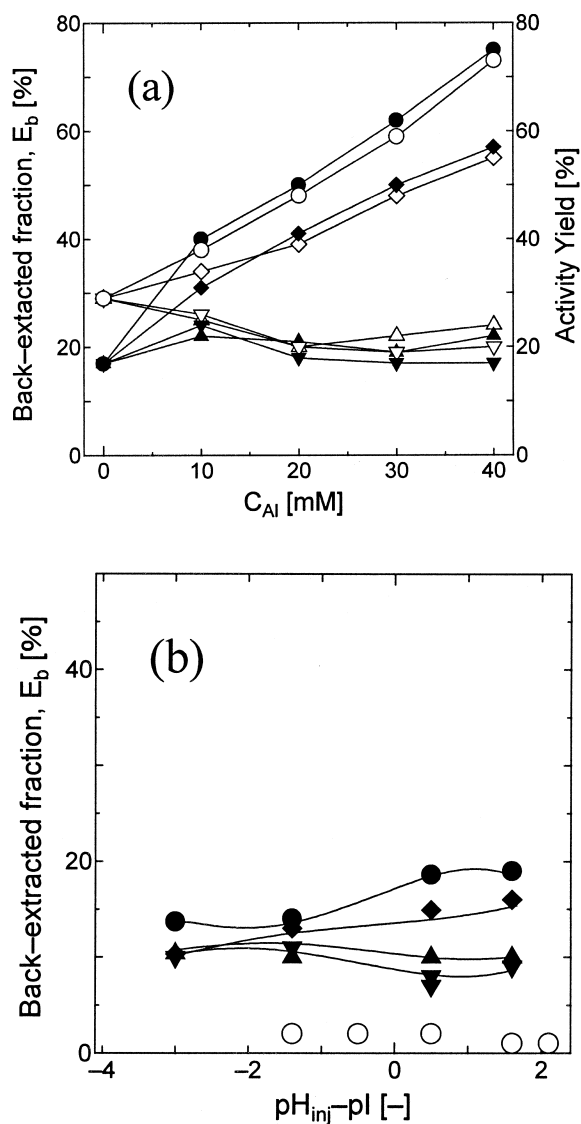 80
60
40
20
0
Back–extacted fraction, E_b [%]
(a)
80
60
40
20
0
Activity Yield [%]
0 10 20 30 40
C_Al [mM]
40
20
0
Back–extracted fraction, E_b [%]
(b)
–4 –2 0 2
pH_inj–pI [–]